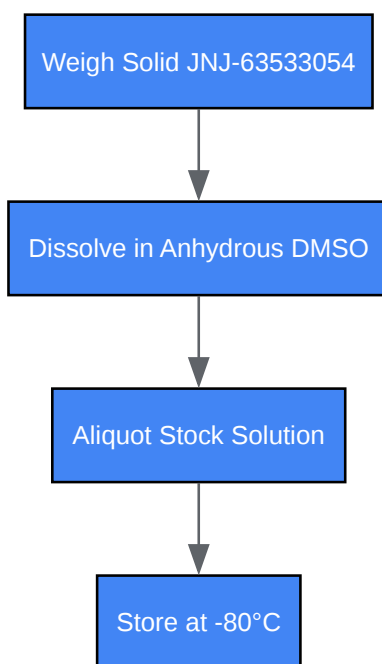 Weigh Solid JNJ-63533054
Dissolve in Anhydrous DMSO
Aliquot Stock Solution
Store at -80°C